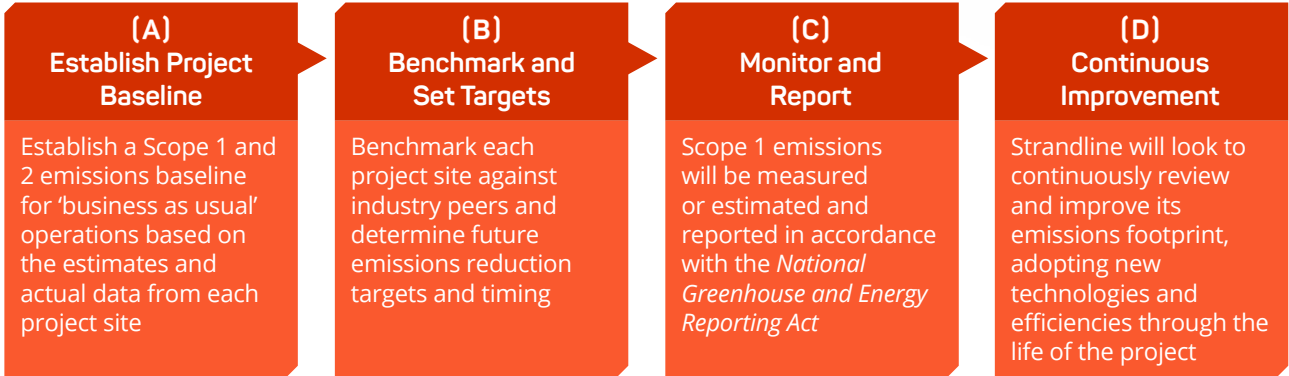 (A)
Establish Project
Baseline
Establish a Scope 1 and
2 emissions baseline
for ‘business as usual’
operations based on
the estimates and
actual data from each
project site
(B)
Benchmark and
Set Targets
Benchmark each
project site against
industry peers and
determine future
emissions reduction
targets and timing
(C)
Monitor and
Report
Scope 1 emissions
will be measured
or estimated and
reported in accordance
with the National
Greenhouse and Energy
Reporting Act
(D)
Continuous
Improvement
Strandline will look to
continuously review
and improve its
emissions footprint,
adopting new
technologies and
efficiencies through the
life of the project